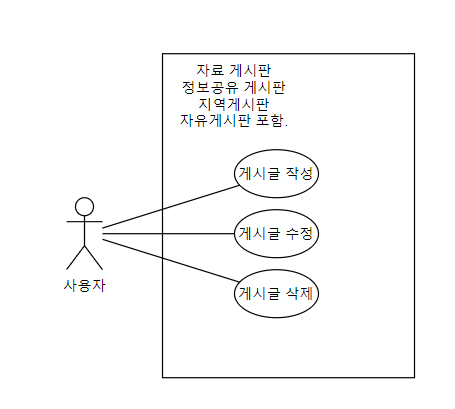 자료 게시판
정보공유 게시판
지역게시판
자유게시판 포함.
게시글 작성
게시글 수정
사용자
게시글 삭제